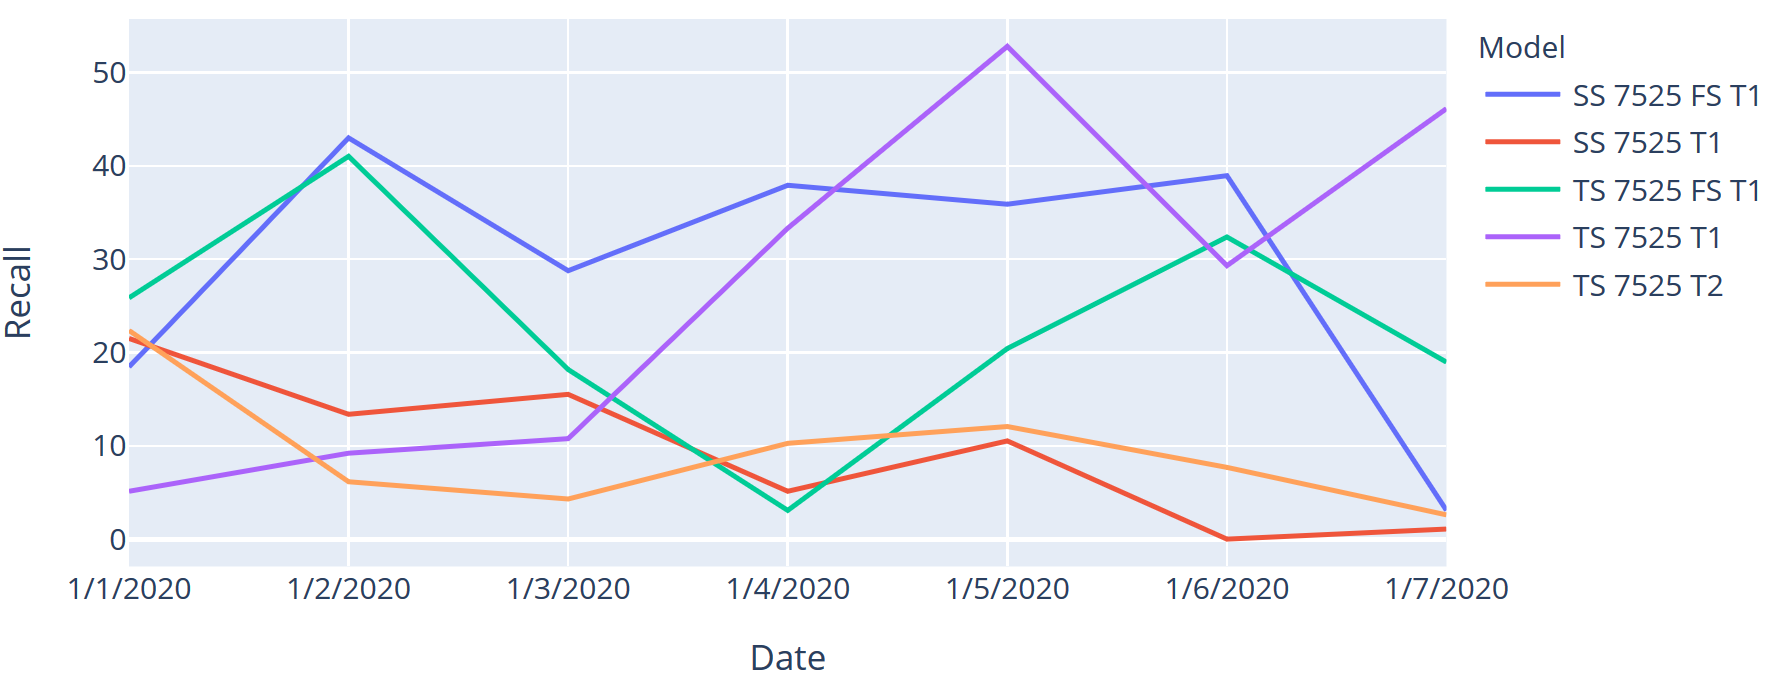 50
40
30
20
10
0
Recall
1/1/2020
1/2/2020
1/3/2020
1/4/2020
1/5/2020
1/6/2020
1/7/2020
Date
Model
SS 7525 FS T1
SS 7525 T1
TS 7525 FS T1
TS 7525 T1
TS 7525 T2